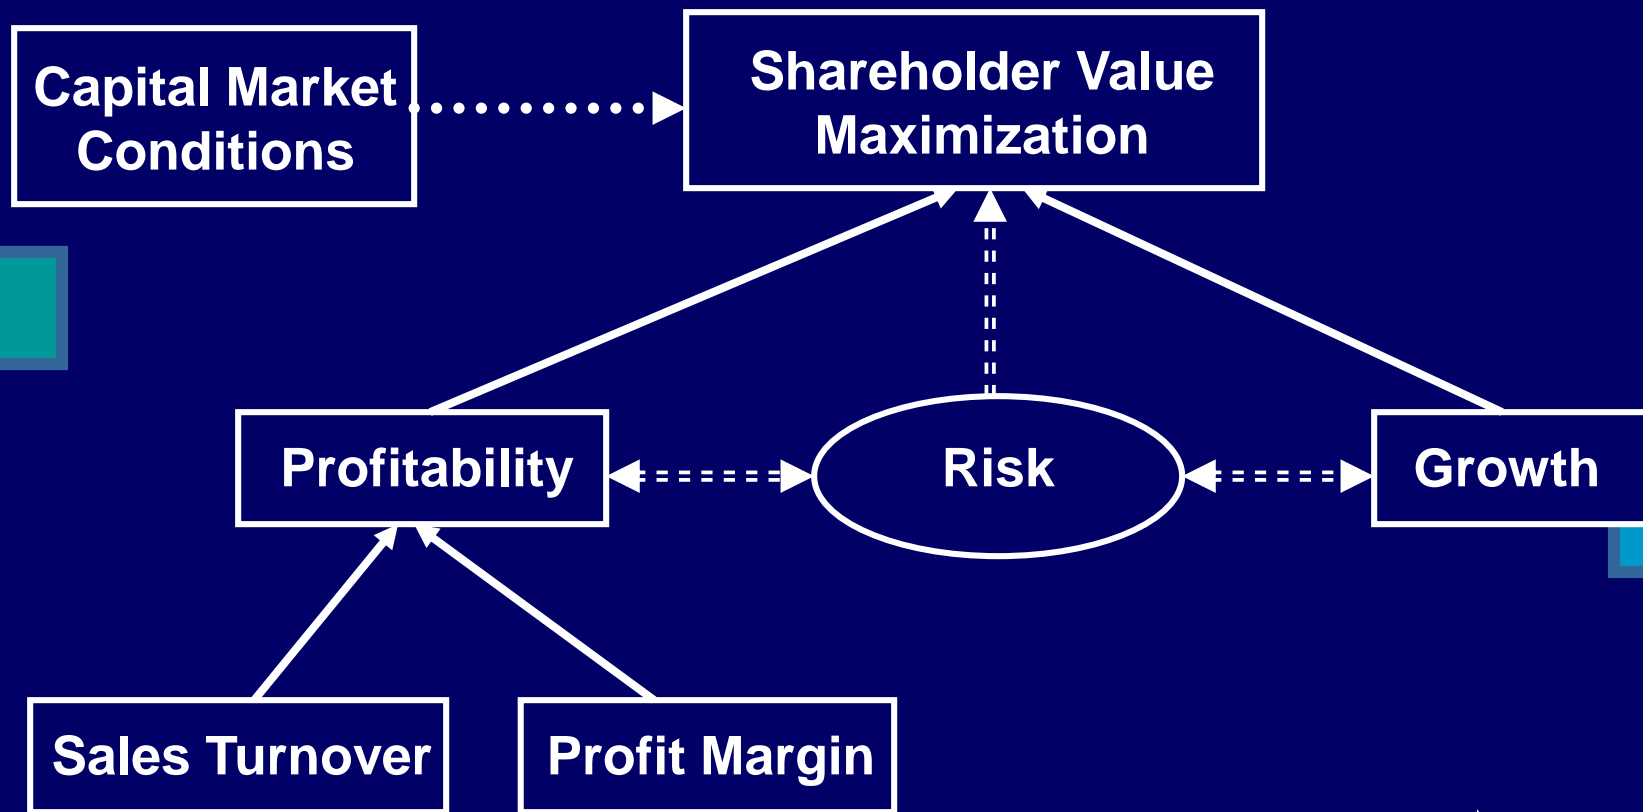 Capital Market
Conditions
Shareholder Value
Maximization
Profitability
Risk
Growth
Sales Turnover
Profit Margin